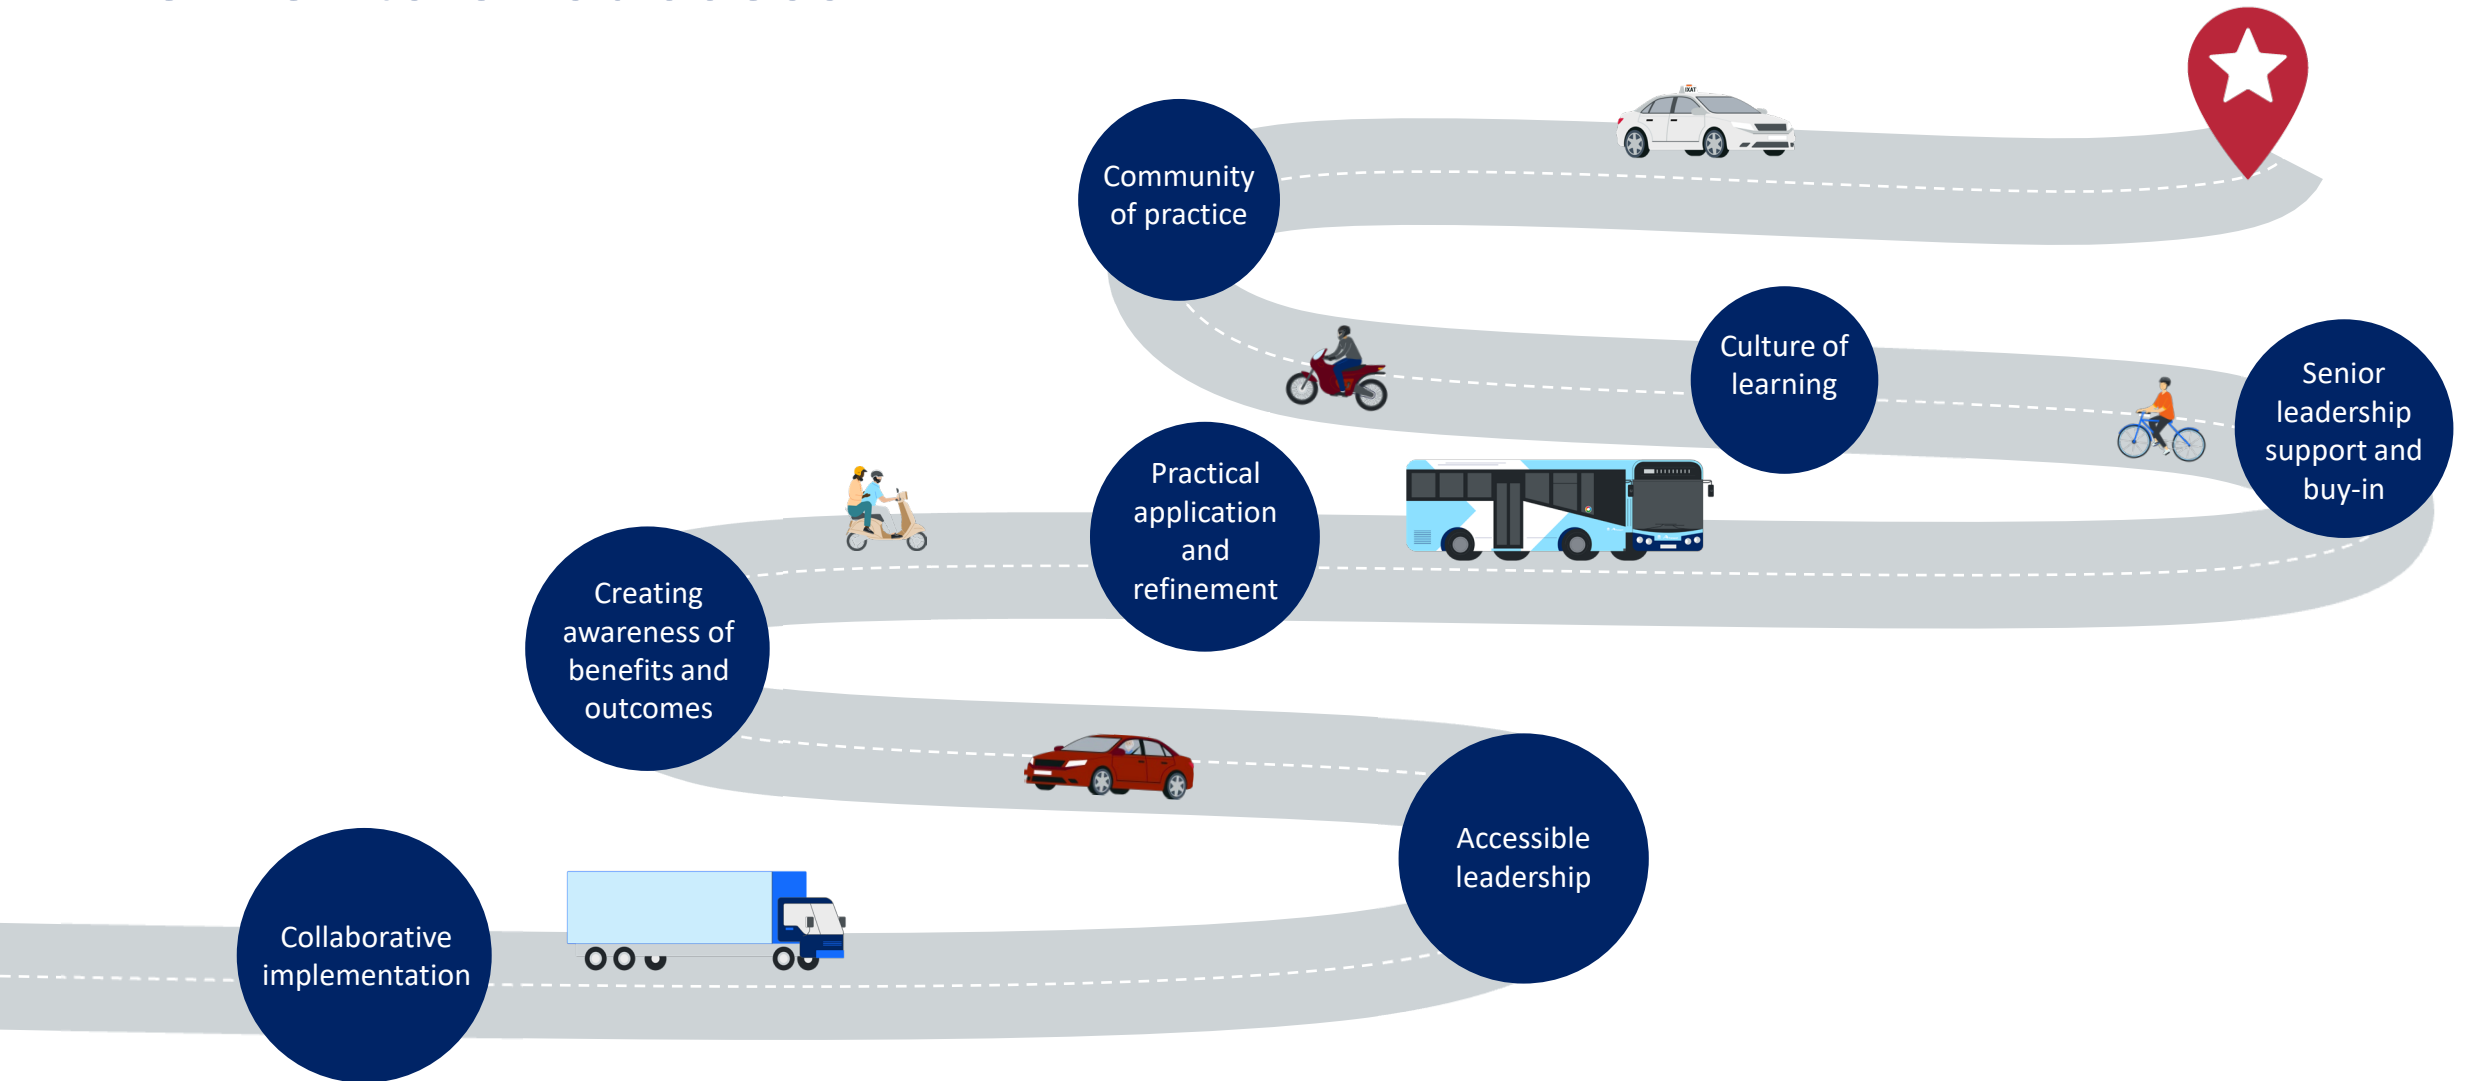 Community
of practice
Culture of
learning
Senior
leadership
support and
buy-in
Practical
application
and
refinement
Creating
awareness of
benefits and
outcomes
Accessible
leadership
Collaborative
implementation